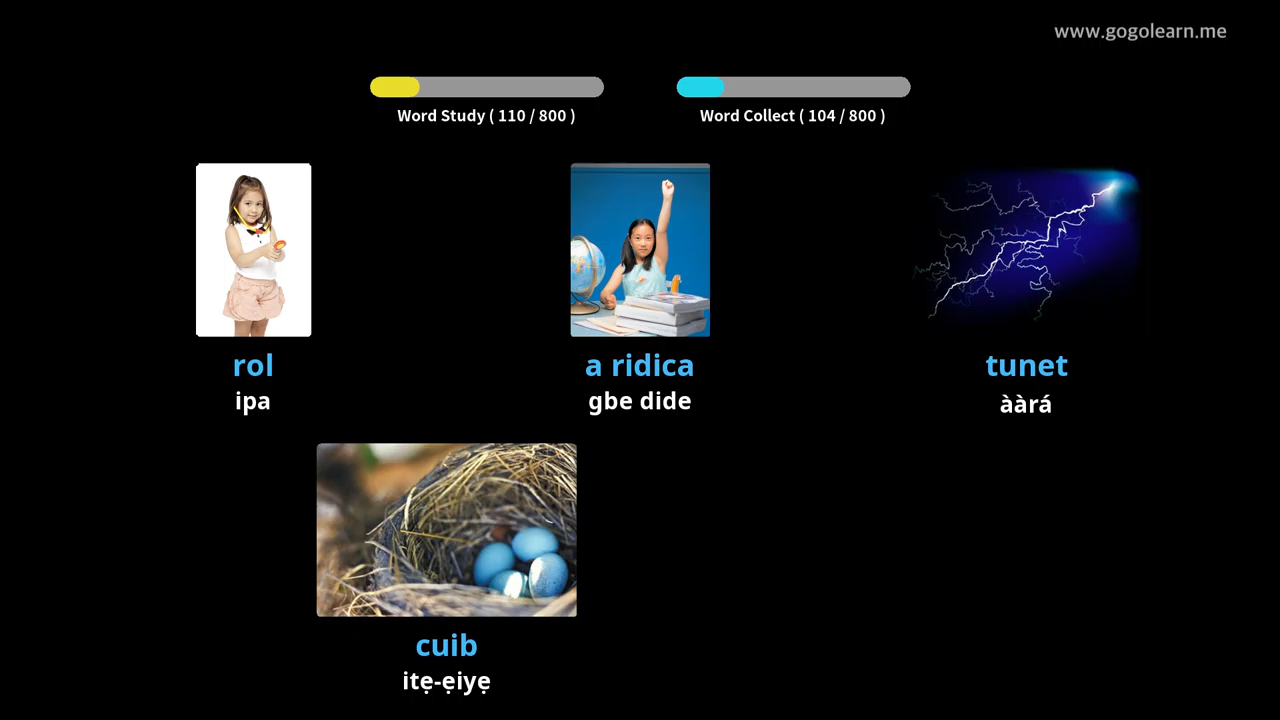 www.gogolearn.me
Word Study ( 110 / 800 )
Word Collect ( 104 / 800 )
rol
ipa
a ridica
gbe dide
tunet
ààrá
cuib
itẹ-ẹiyẹ